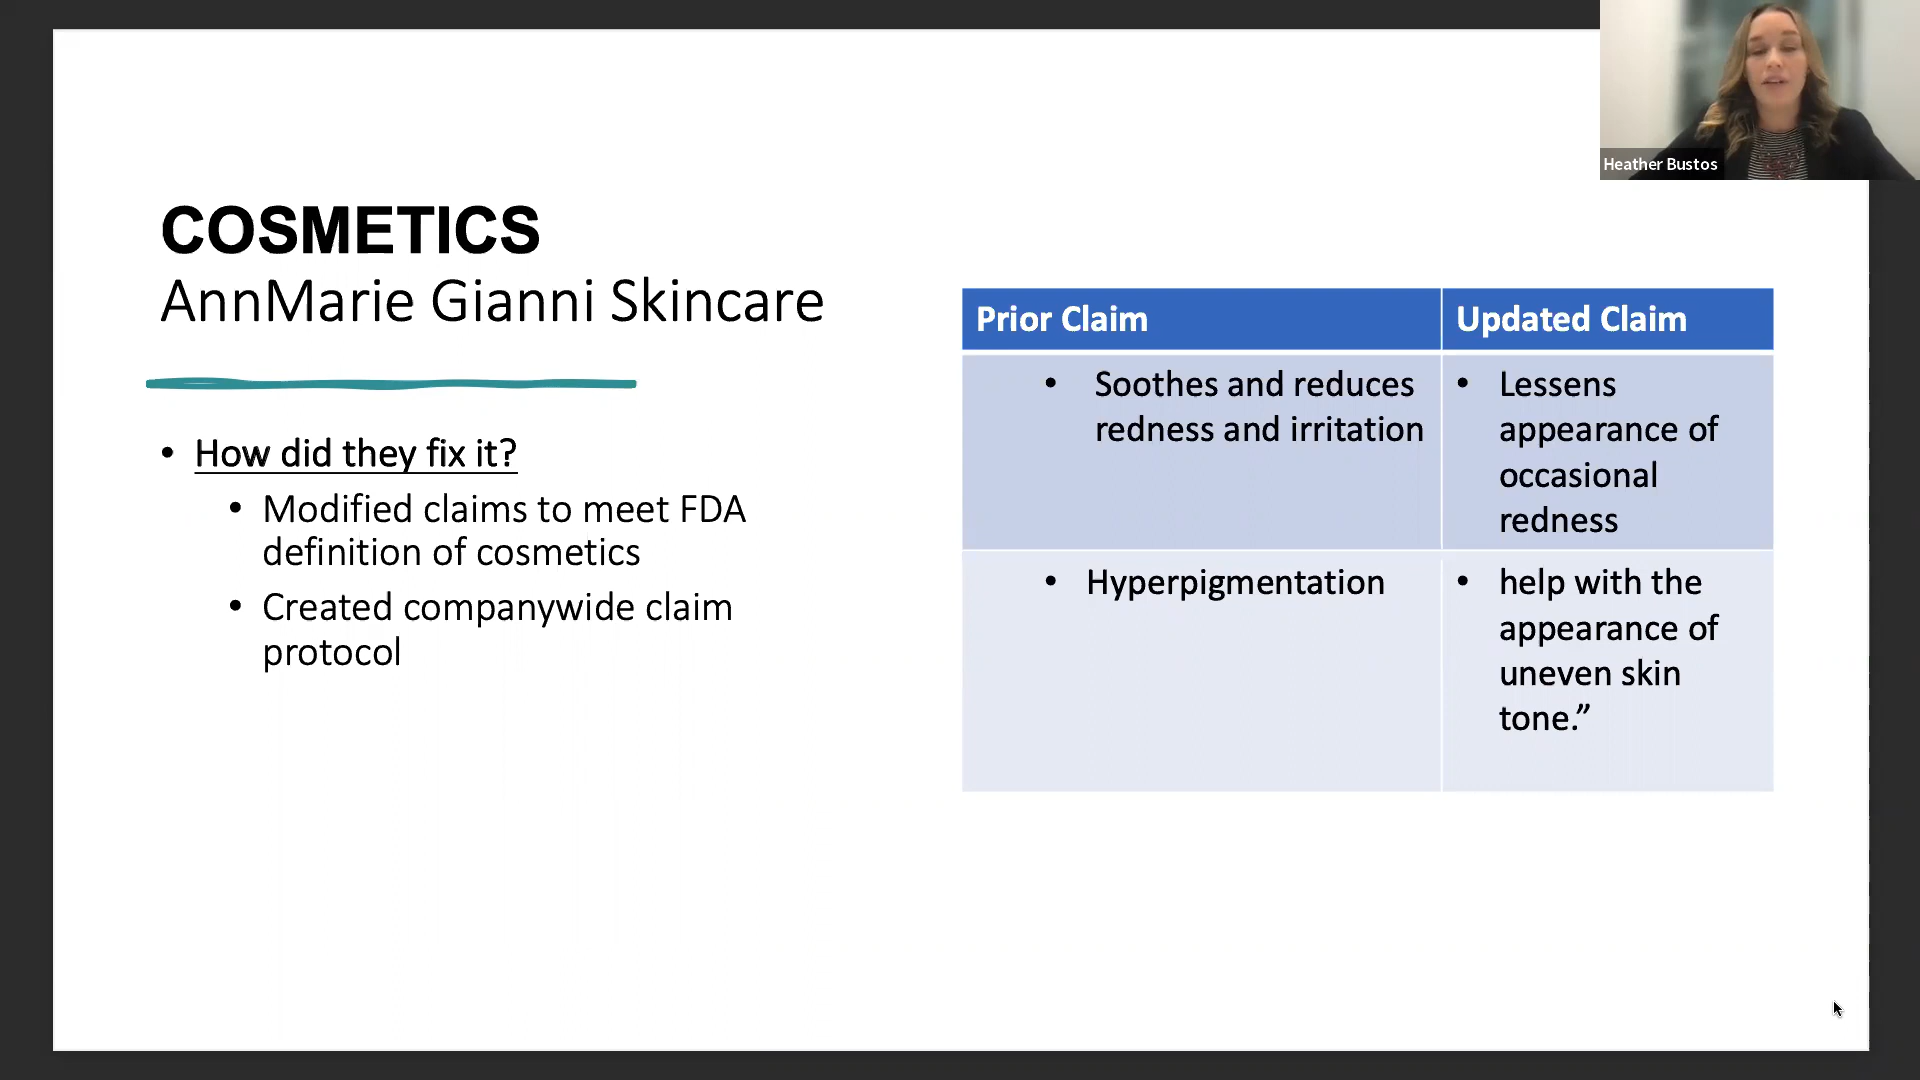 Heather Bustos
COSMETICS
AnnMarie Gianni Skincare
• How did they fix it?
• Modified claims to meet FDA
definition of cosmetics
• Created companywide claim
protocol
Prior Claim
Updated Claim
• Soothes and reduces
redness and irritation
• Lessens
appearance of
occasional
redness
• Hyperpigmentation
• help with the
appearance of
uneven skin
tone.”